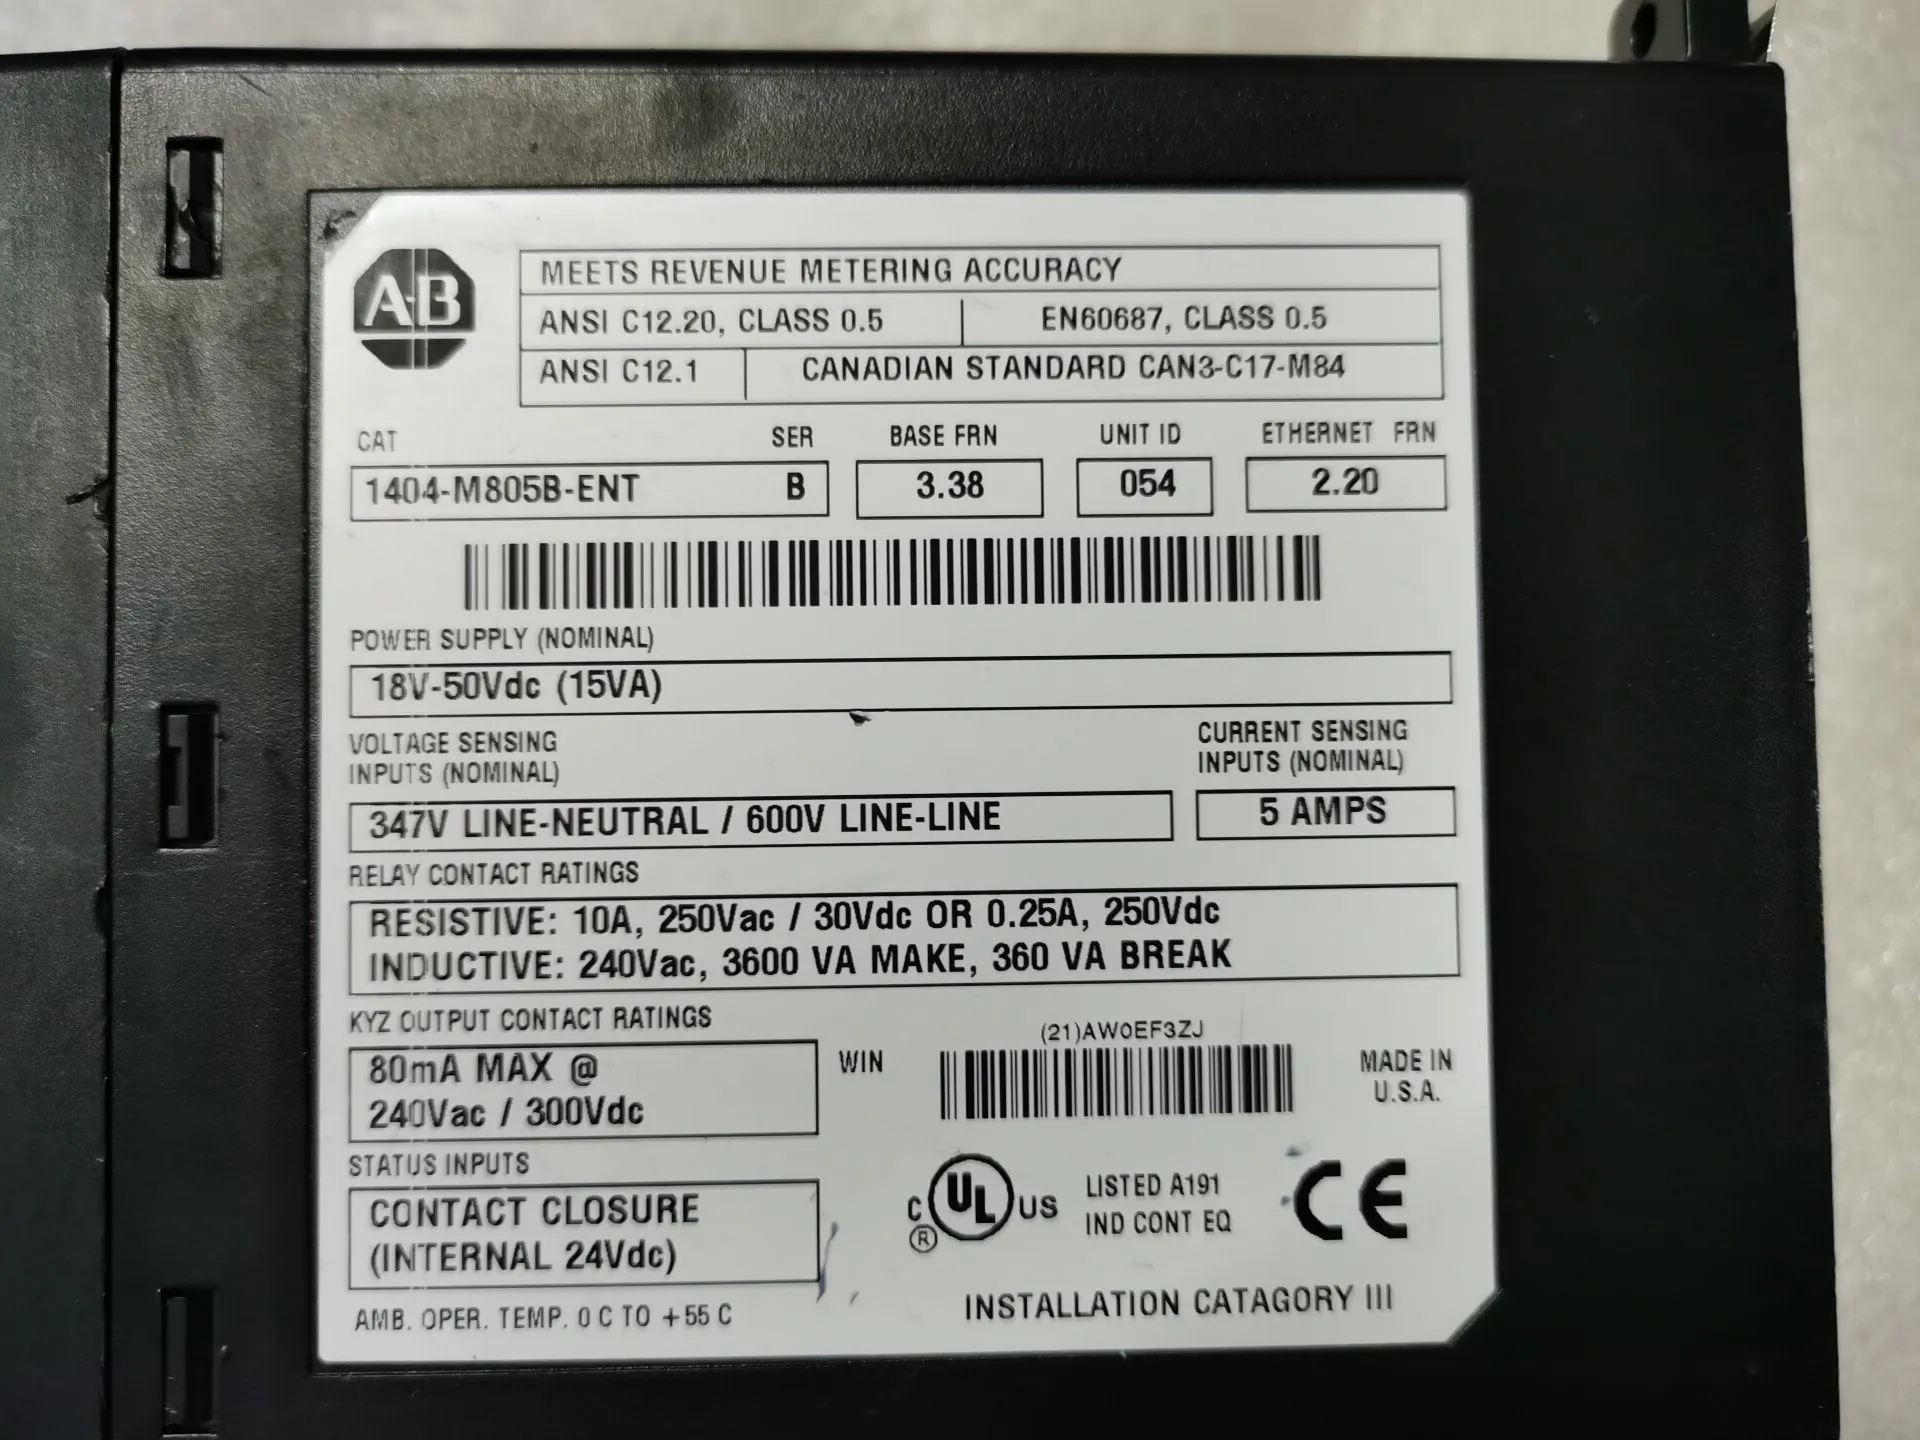 A-B
MEETS REVENUE METERING ACCURACY
ANSI C12.20, CLASS 0.5 EN60687, CLASS 0.5
ANSI C12.1 CANADIAN STANDARD CAN3-C17-M84
CAT SER BASE FRN UNIT ID ETHERNET FRN
1404-M805B-ENT B 3.38 054 2.20
POWER SUPPLY (NOMINAL)
18V-50Vdc (15VA)
VOLTAGE SENSING
INPUTS (NOMINAL)
CURRENT SENSING
INPUTS (NOMINAL)
347V LINE-NEUTRAL / 600V LINE-LINE 5 AMPS
RELAY CONTACT RATINGS
RESISTIVE: 10A, 250Vac / 30Vdc OR 0.25A, 250Vdc
INDUCTIVE: 240Vac, 3600 VA MAKE, 360 VA BREAK
KYZ OUTPUT CONTACT RATINGS
80mA MAX @
240Vac / 300Vdc
WIN
(21)AW0EF3ZJ
MADE IN
U.S.A.
STATUS INPUTS
CONTACT CLOSURE
(INTERNAL 24Vdc)
C UL US
®
LISTED A191
IND CONT EQ
CE
AMB. OPER. TEMP. 0 C TO +55 C
INSTALLATION CATAGORY III